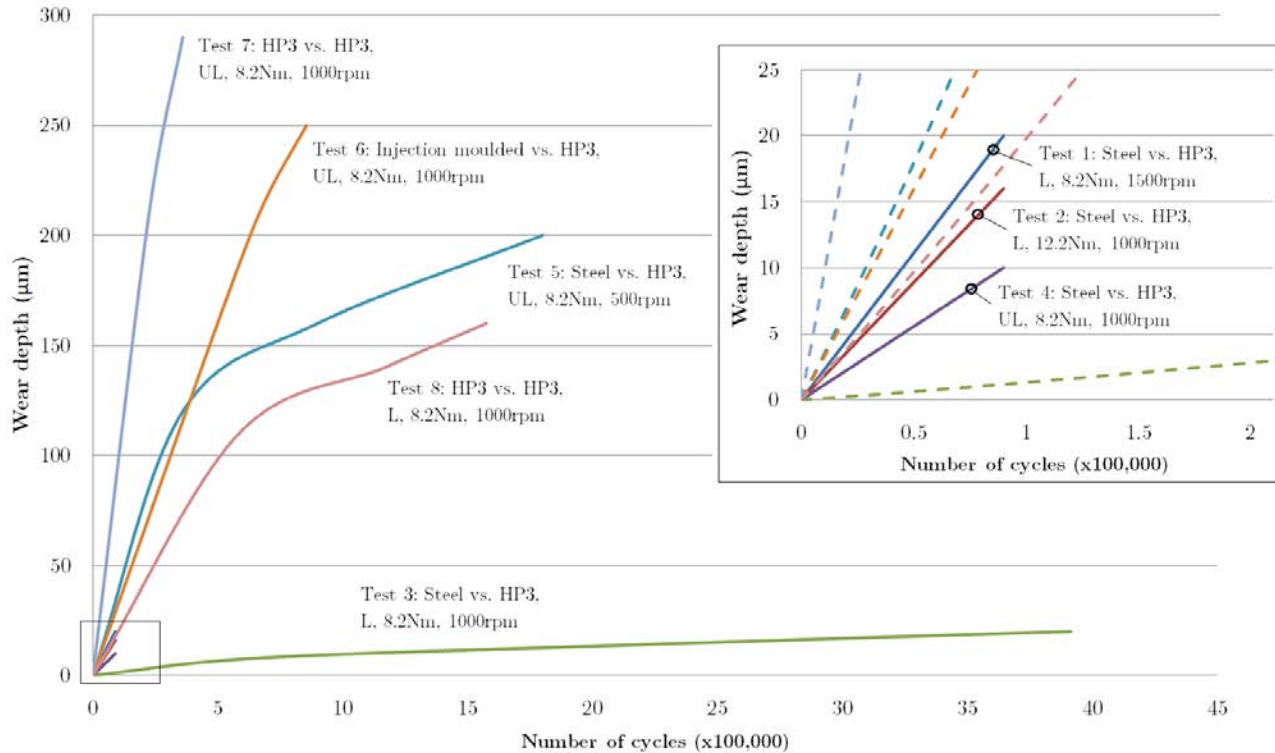 300
250
200
150
100
50
0
Wear depth (µm)
0 5 10 15 20 25 30 35 40 45
Number of cycles (x100,000)
Test 7: HP3 vs. HP3,
UL, 8.2Nm, 1000rpm
Test 6: Injection moulded vs. HP3,
UL, 8.2Nm, 1000rpm
Test 5: Steel vs. HP3,
UL, 8.2Nm, 500rpm
Test 8: HP3 vs. HP3,
L, 8.2Nm, 1000rpm
Test 3: Steel vs. HP3,
L, 8.2Nm, 1000rpm
25
20
15
10
5
0
Wear depth (µm)
0 0.5 1 1.5 2
Number of cycles (x100,000)
Test 1: Steel vs. HP3,
L, 8.2Nm, 1500rpm
Test 2: Steel vs. HP3,
L, 12.2Nm, 1000rpm
Test 4: Steel vs. HP3,
UL, 8.2Nm, 1000rpm